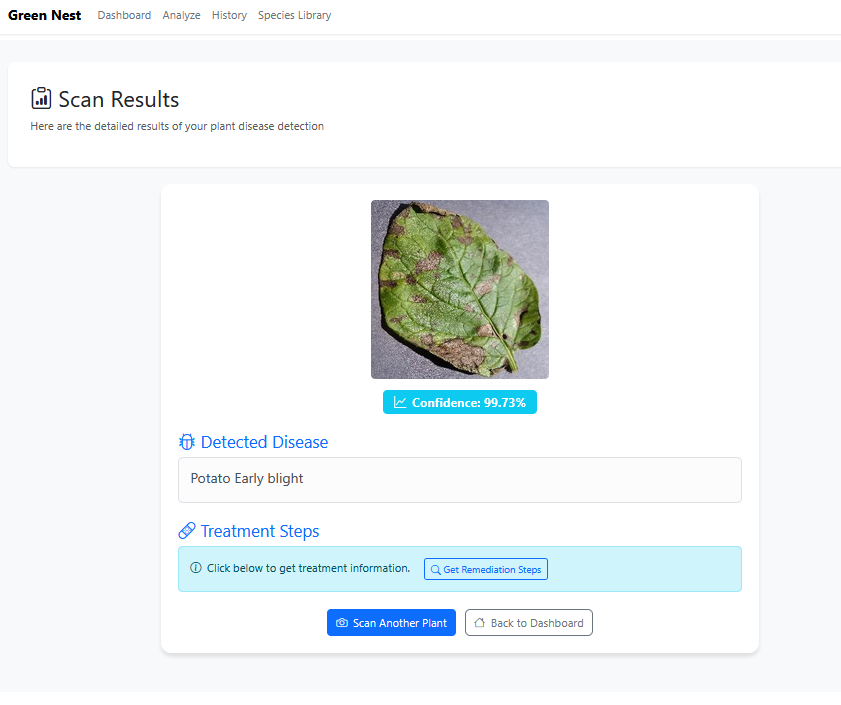 Green Nest Dashboard Analyze History Species Library
Scan Results
Here are the detailed results of your plant disease detection
Confidence: 99.73%
Detected Disease
Potato Early blight
Treatment Steps
Click below to get treatment information. Get Remediation Steps
Scan Another Plant Back to Dashboard